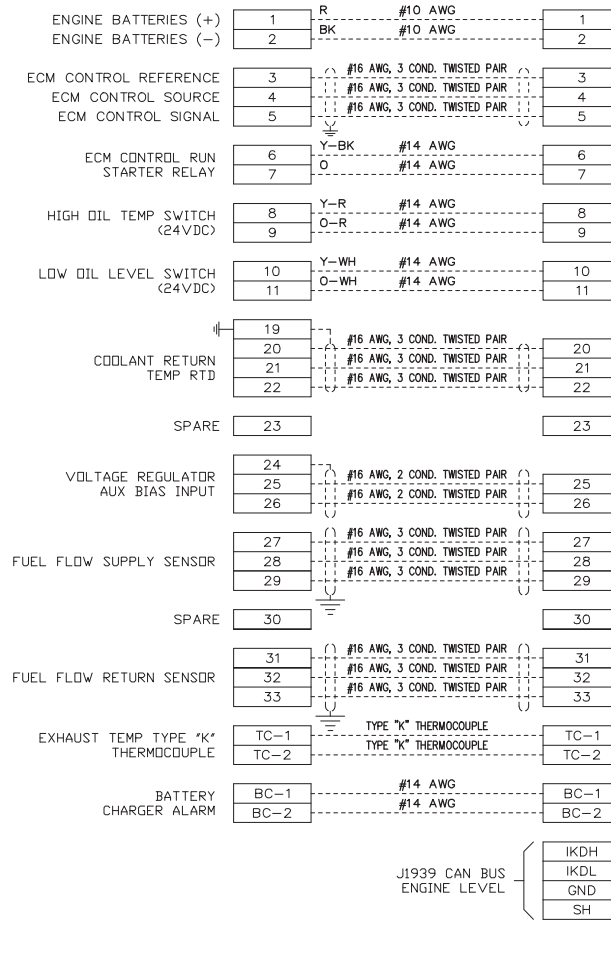 ENGINE BATTERIES (+) 1 R #10 AWG 1
ENGINE BATTERIES (−) 2 BK #10 AWG 2
ECM CONTROL REFERENCE 3 #16 AWG, 3 COND. TWISTED PAIR 3
ECM CONTROL SOURCE 4 #16 AWG, 3 COND. TWISTED PAIR 4
ECM CONTROL SIGNAL 5 #16 AWG, 3 COND. TWISTED PAIR 5
ECM CONTROL RUN 6 Y−BK #14 AWG 6
STARTER RELAY 7 O #14 AWG 7
HIGH OIL TEMP SWITCH 8 Y−R #14 AWG 8
(24VDC) 9 O−R #14 AWG 9
LOW OIL LEVEL SWITCH 10 Y−WH #14 AWG 10
(24VDC) 11 O−WH #14 AWG 11
19
20 #16 AWG, 3 COND. TWISTED PAIR 20
COOLANT RETURN 21 #16 AWG, 3 COND. TWISTED PAIR 21
TEMP RTD 22 #16 AWG, 3 COND. TWISTED PAIR 22
SPARE 23 23
24
VOLTAGE REGULATOR 25 #16 AWG, 2 COND. TWISTED PAIR 25
AUX BIAS INPUT 26 #16 AWG, 2 COND. TWISTED PAIR 26
27 #16 AWG, 3 COND. TWISTED PAIR 27
FUEL FLOW SUPPLY SENSOR 28 #16 AWG, 3 COND. TWISTED PAIR 28
29 #16 AWG, 3 COND. TWISTED PAIR 29
SPARE 30 30
31 #16 AWG, 3 COND. TWISTED PAIR 31
FUEL FLOW RETURN SENSOR 32 #16 AWG, 3 COND. TWISTED PAIR 32
33 #16 AWG, 3 COND. TWISTED PAIR 33
EXHAUST TEMP TYPE "K" TC−1 TYPE "K" THERMOCOUPLE TC−1
THERMOCOUPLE TC−2 TYPE "K" THERMOCOUPLE TC−2
BATTERY BC−1 #14 AWG BC−1
CHARGER ALARM BC−2 #14 AWG BC−2
IKDH
J1939 CAN BUS IKDL
ENGINE LEVEL GND
SH